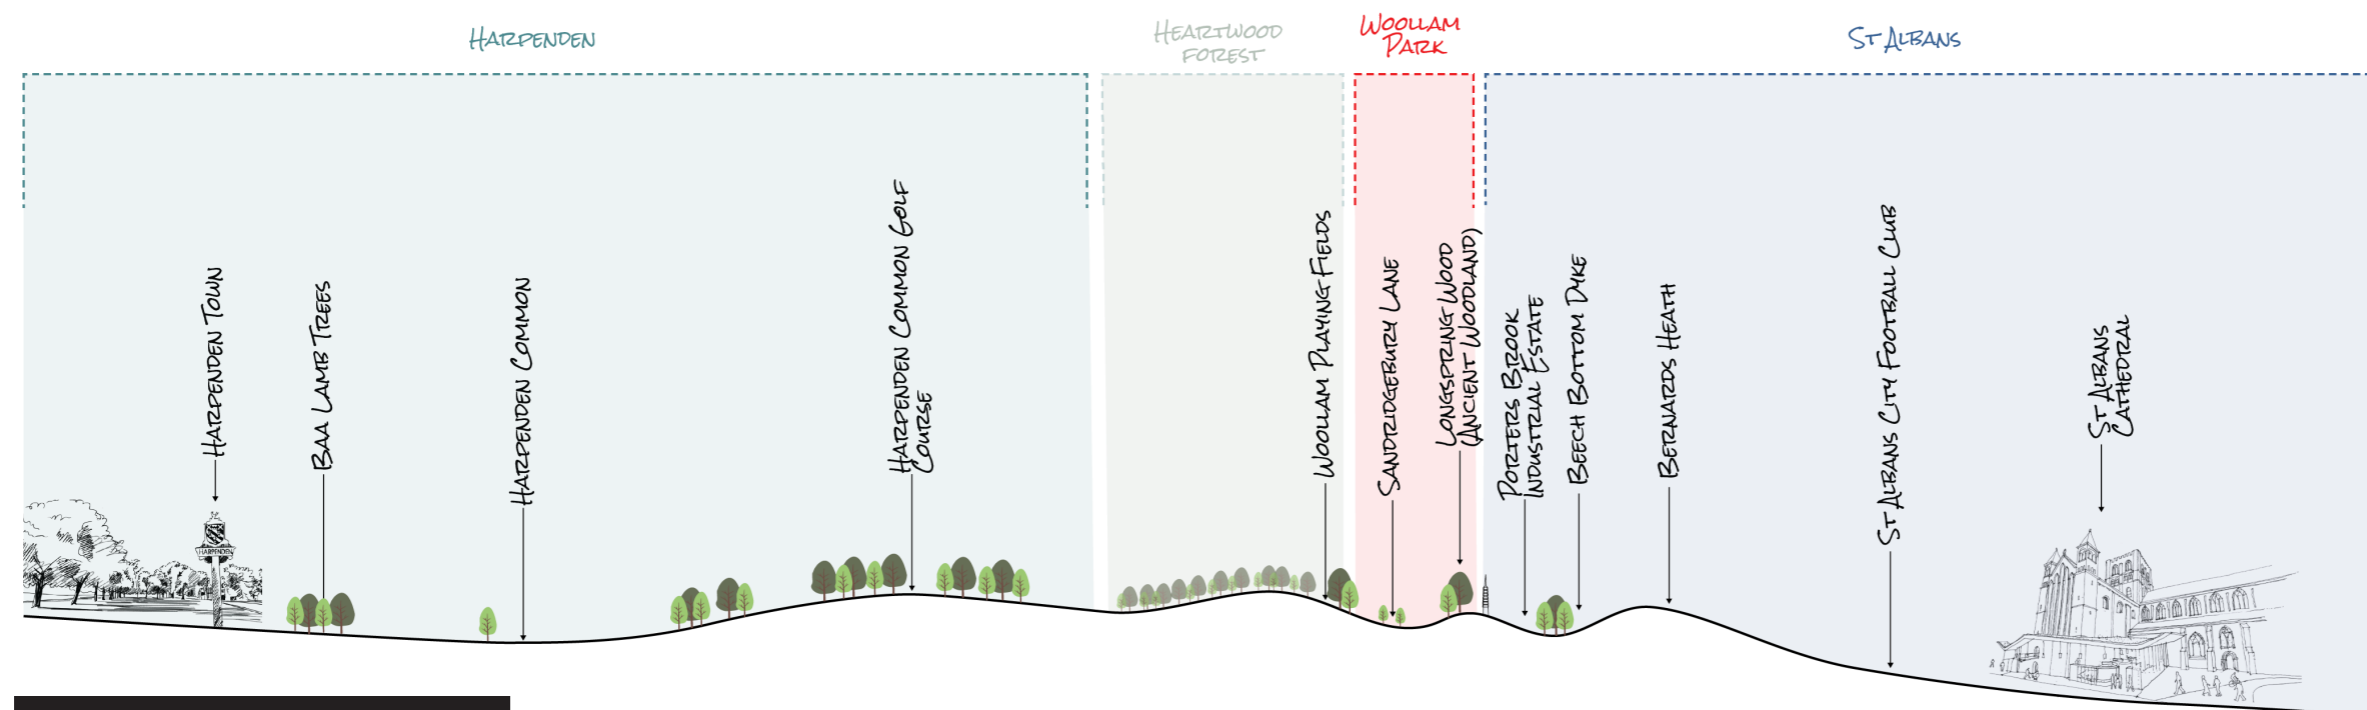 Harpenden
Heartwood
Forest
Woollam
Park
St Albans
Harpenden Town
Baa Lamb Trees
Harpenden Common
Harpenden Common Golf
Course
Woollam Playing Fields
Sandridgebury Lane
Longspring Wood
(Ancient Woodland)
Porters Brook
Industrial Estate
Beech Bottom Dyke
Bernards Heath
St Albans City Football Club
St Albans
Cathedral
HARPENDEN